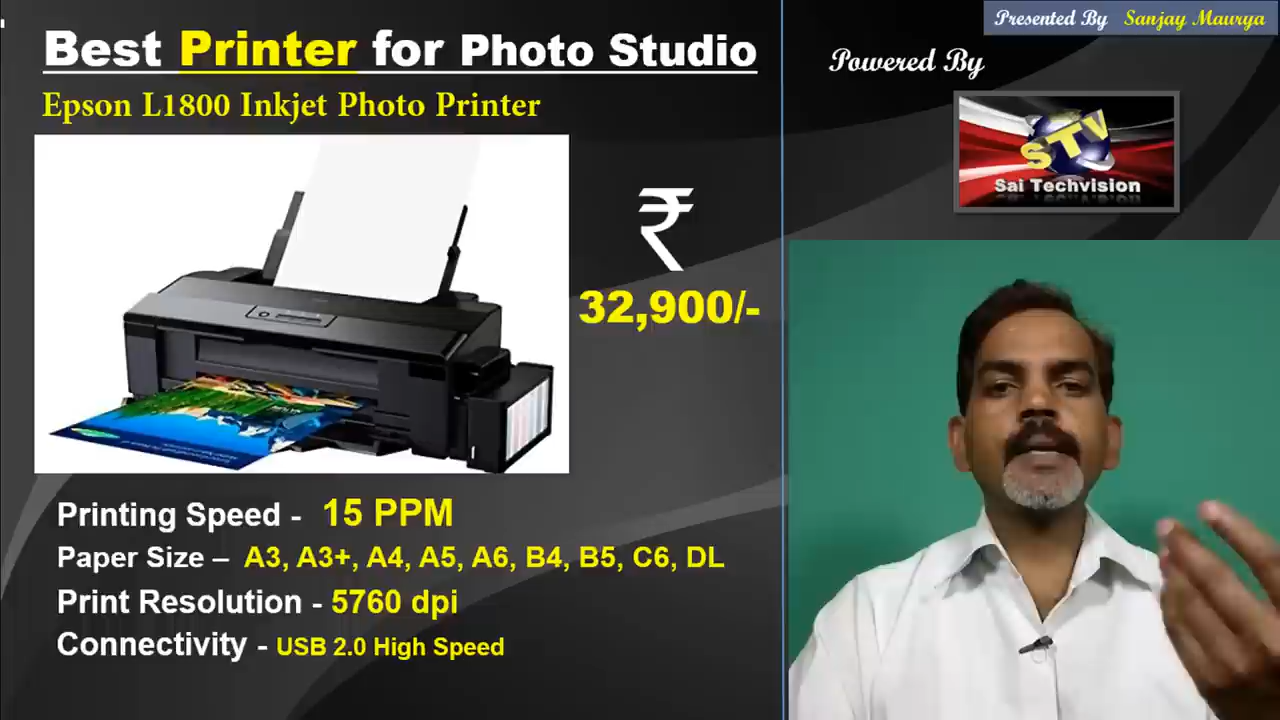 Best Printer for Photo Studio
Epson L1800 Inkjet Photo Printer
₹
32,900/-
Printing Speed - 15 PPM
Paper Size – A3, A3+, A4, A5, A6, B4, B5, C6, DL
Print Resolution - 5760 dpi
Connectivity - USB 2.0 High Speed
Presented By Sanjay Maurya
Powered By
STV
Sai Techvision